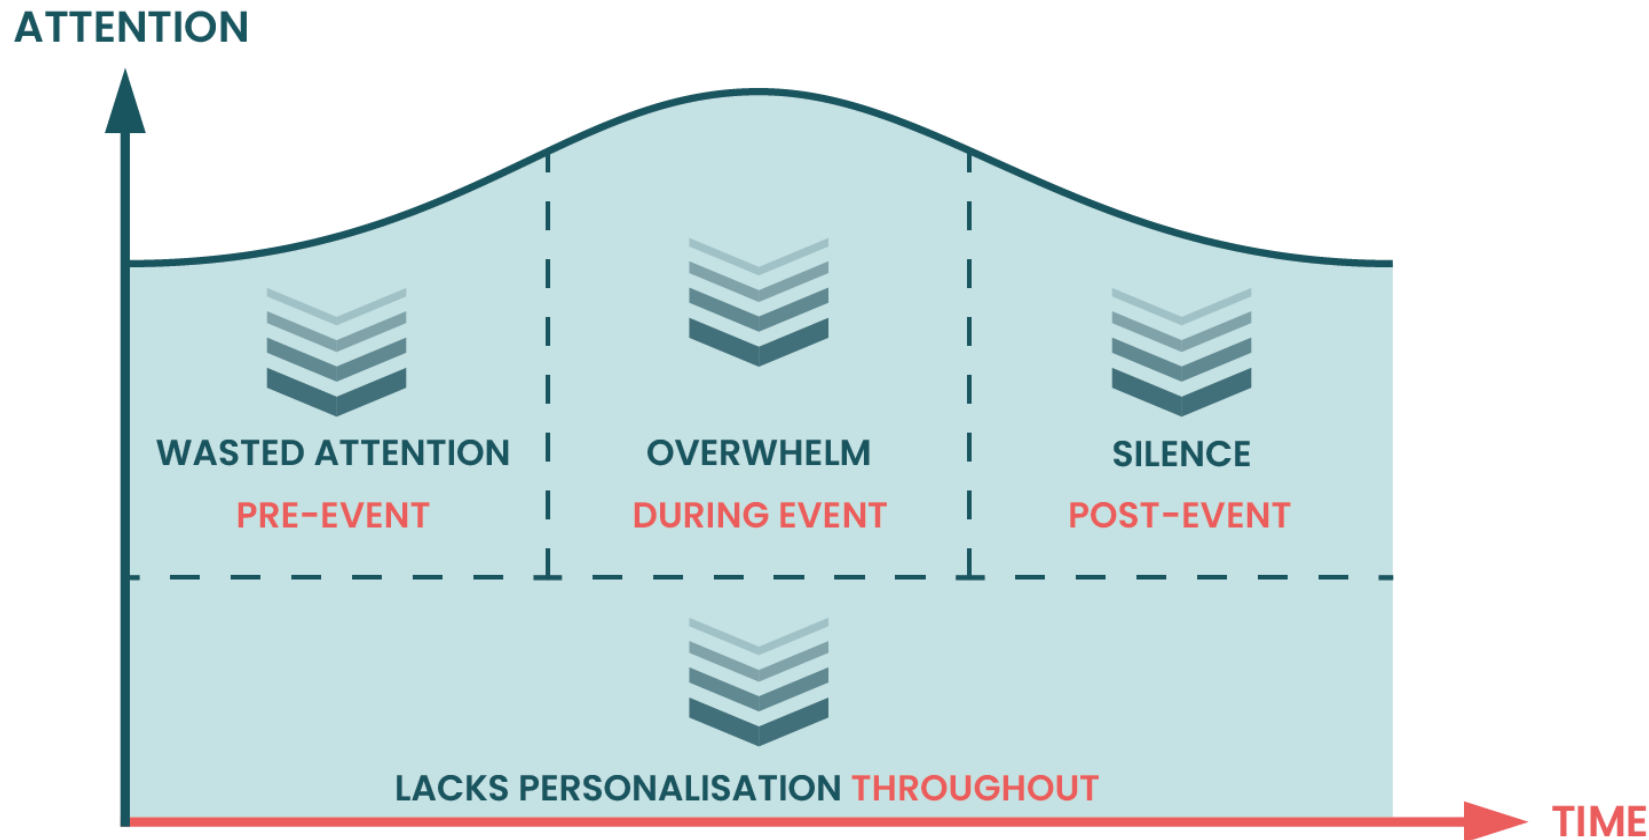 ATTENTION
WASTED ATTENTION
PRE-EVENT
OVERWHELM
DURING EVENT
SILENCE
POST-EVENT
LACKS PERSONALISATION THROUGHOUT
TIME